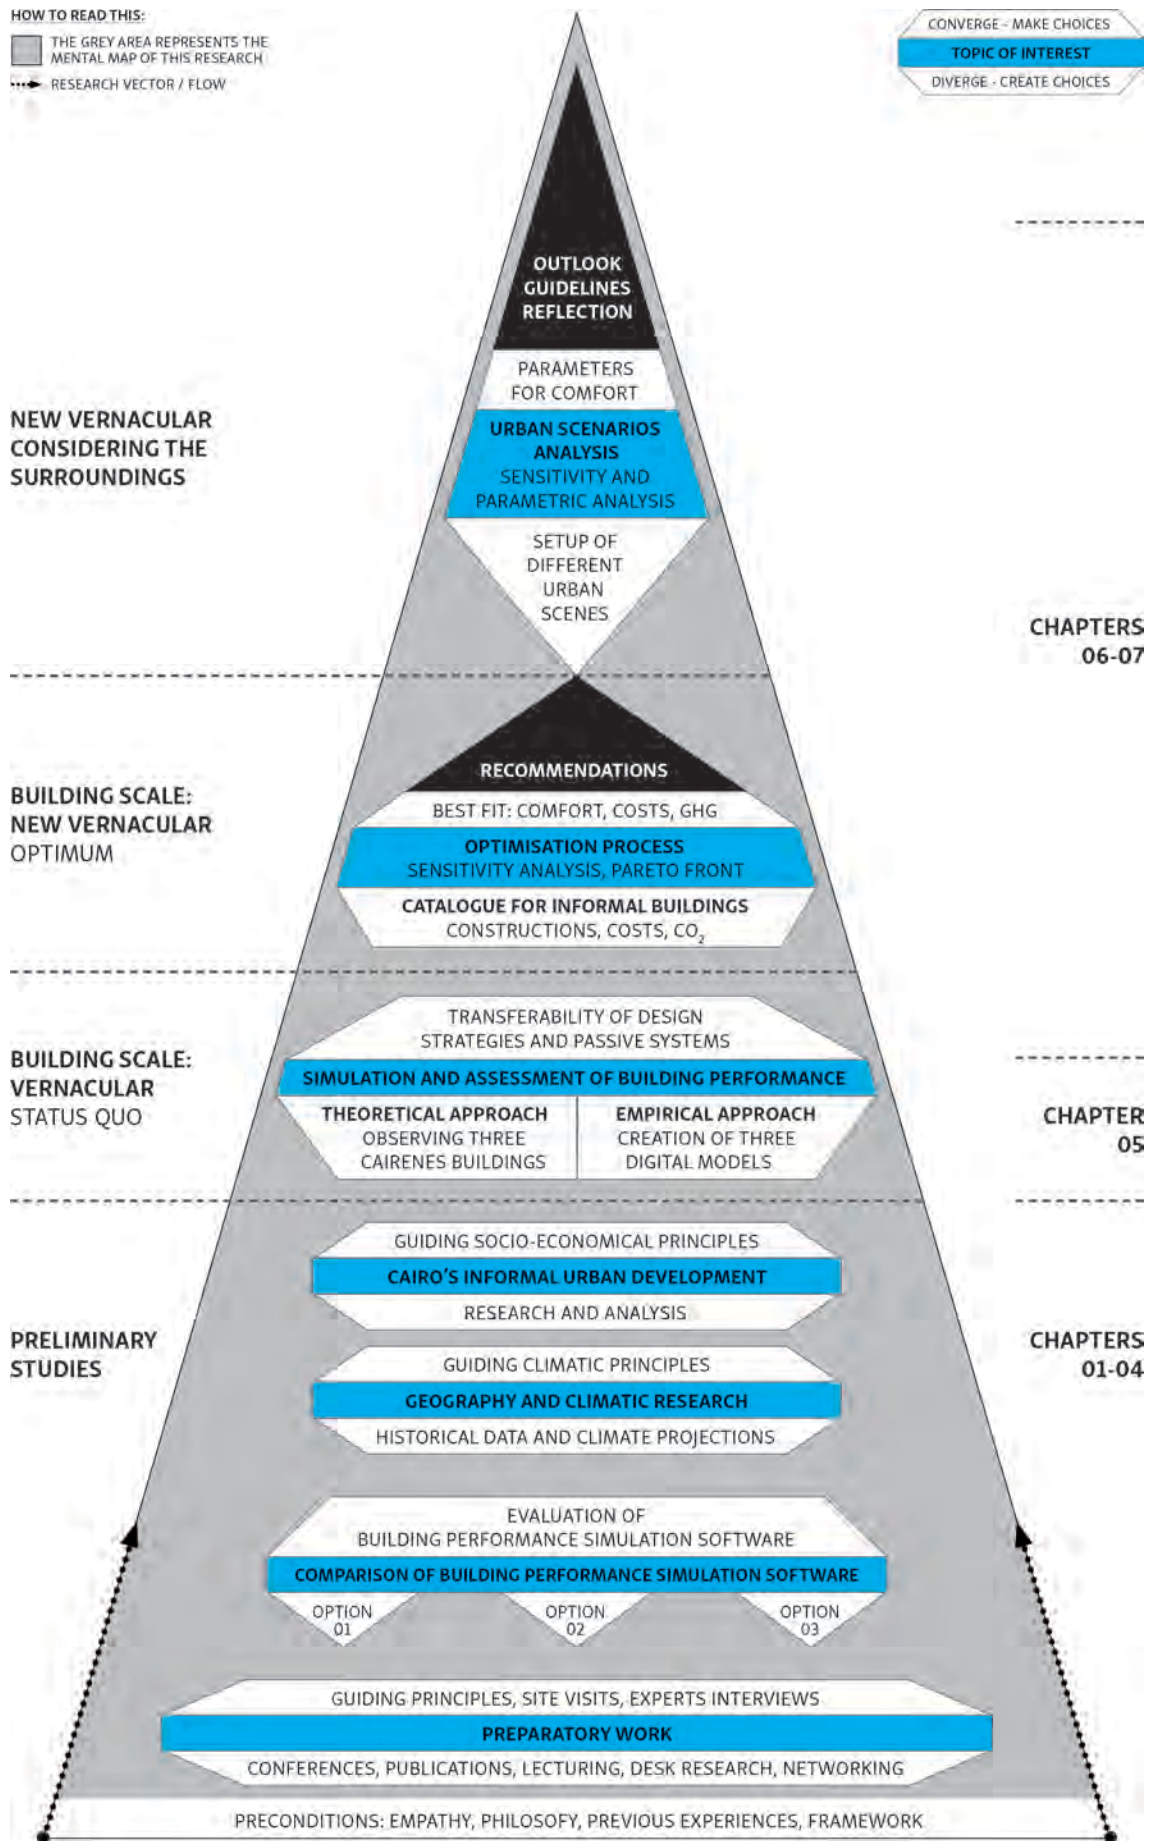 HOW TO READ THIS:
THE GREY AREA REPRESENTS THE
MENTAL MAP OF THIS RESEARCH
RESEARCH VECTOR / FLOW
CONVERGE - MAKE CHOICES
TOPIC OF INTEREST
DIVERGE - CREATE CHOICES
OUTLOOK
GUIDELINES
REFLECTION
PARAMETERS
FOR COMFORT
URBAN SCENARIOS
ANALYSIS
SENSITIVITY AND
PARAMETRIC ANALYSIS
SETUP OF
DIFFERENT
URBAN
SCENES
NEW VERNACULAR
CONSIDERING THE
SURROUNDINGS
CHAPTERS
06-07
RECOMMENDATIONS
BEST FIT: COMFORT, COSTS, GHG
OPTIMISATION PROCESS
SENSITIVITY ANALYSIS, PARETO FRONT
CATALOGUE FOR INFORMAL BUILDINGS
CONSTRUCTIONS, COSTS, CO2
BUILDING SCALE:
NEW VERNACULAR
OPTIMUM
TRANSFERABILITY OF DESIGN
STRATEGIES AND PASSIVE SYSTEMS
SIMULATION AND ASSESSMENT OF BUILDING PERFORMANCE
THEORETICAL APPROACH
OBSERVING THREE
CAIRENES BUILDINGS
EMPIRICAL APPROACH
CREATION OF THREE
DIGITAL MODELS
BUILDING SCALE:
VERNACULAR
STATUS QUO
CHAPTER
05
GUIDING SOCIO-ECONOMICAL PRINCIPLES
CAIRO'S INFORMAL URBAN DEVELOPMENT
RESEARCH AND ANALYSIS
GUIDING CLIMATIC PRINCIPLES
GEOGRAPHY AND CLIMATIC RESEARCH
HISTORICAL DATA AND CLIMATE PROJECTIONS
PRELIMINARY
STUDIES
CHAPTERS
01-04
EVALUATION OF
BUILDING PERFORMANCE SIMULATION SOFTWARE
COMPARISON OF BUILDING PERFORMANCE SIMULATION SOFTWARE
OPTION
01
OPTION
02
OPTION
03
GUIDING PRINCIPLES, SITE VISITS, EXPERTS INTERVIEWS
PREPARATORY WORK
CONFERENCES, PUBLICATIONS, LECTURING, DESK RESEARCH, NETWORKING
PRECONDITIONS: EMPATHY, PHILOSOFY, PREVIOUS EXPERIENCES, FRAMEWORK